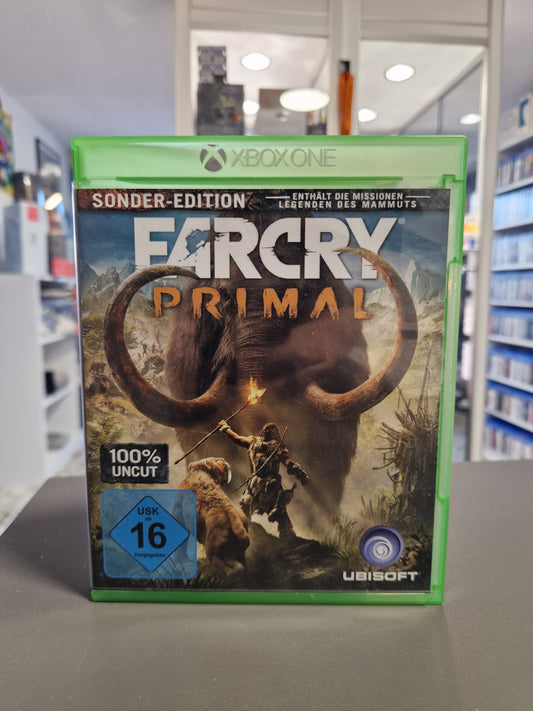 XBOX ONE
SONDER-EDITION
ENTHÄLT DIE MISSIONEN
LEGENDEN DES MAMMUTS
FARCRY®
PRIMAL
100%
UNCUT
USK
ab
16
freigegeben
UBISOFT